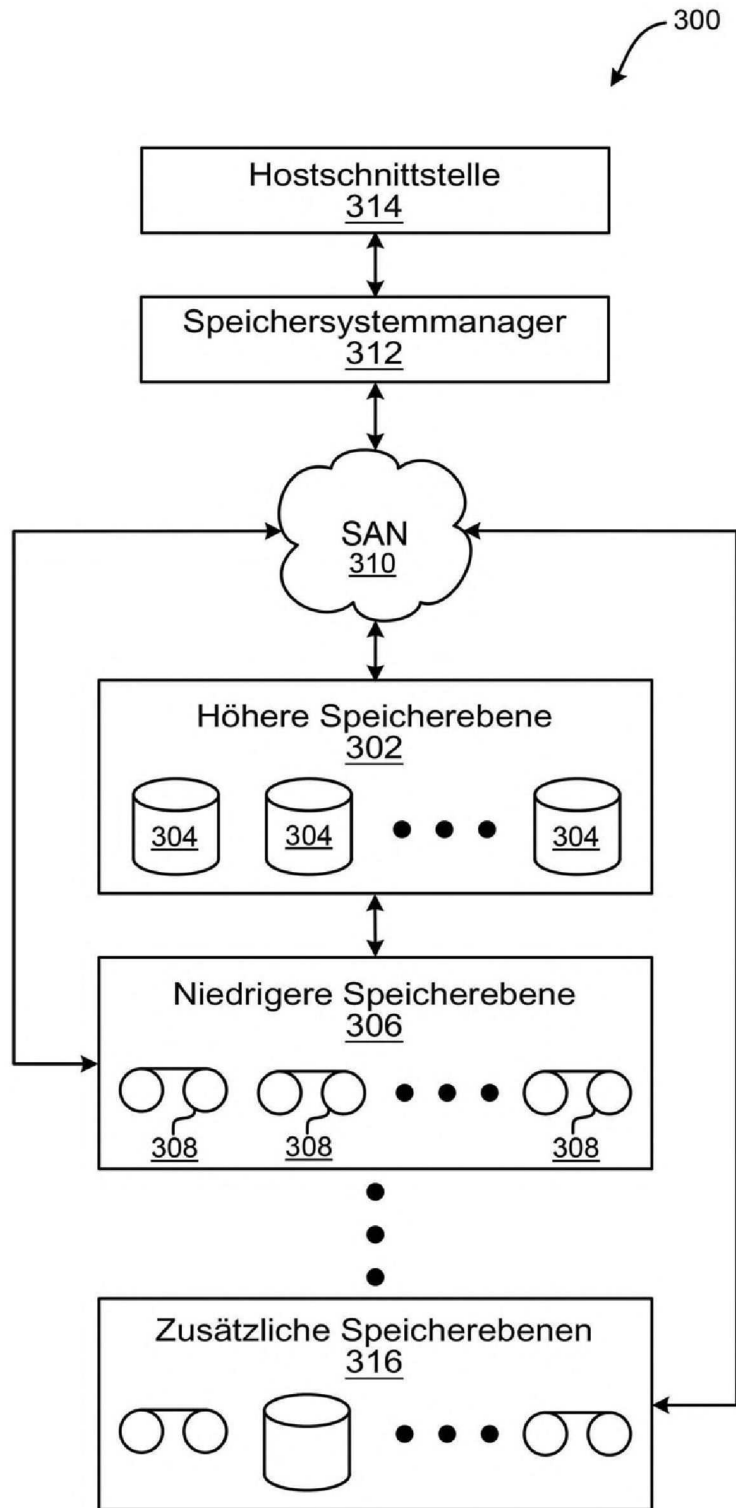 300
Hostschnittstelle
314
Speichersystemmanager
312
SAN
310
Höhere Speicherebene
302
304 304 304
Niedrigere Speicherebene
306
308 308 308
Zusätzliche Speicherebenen
316